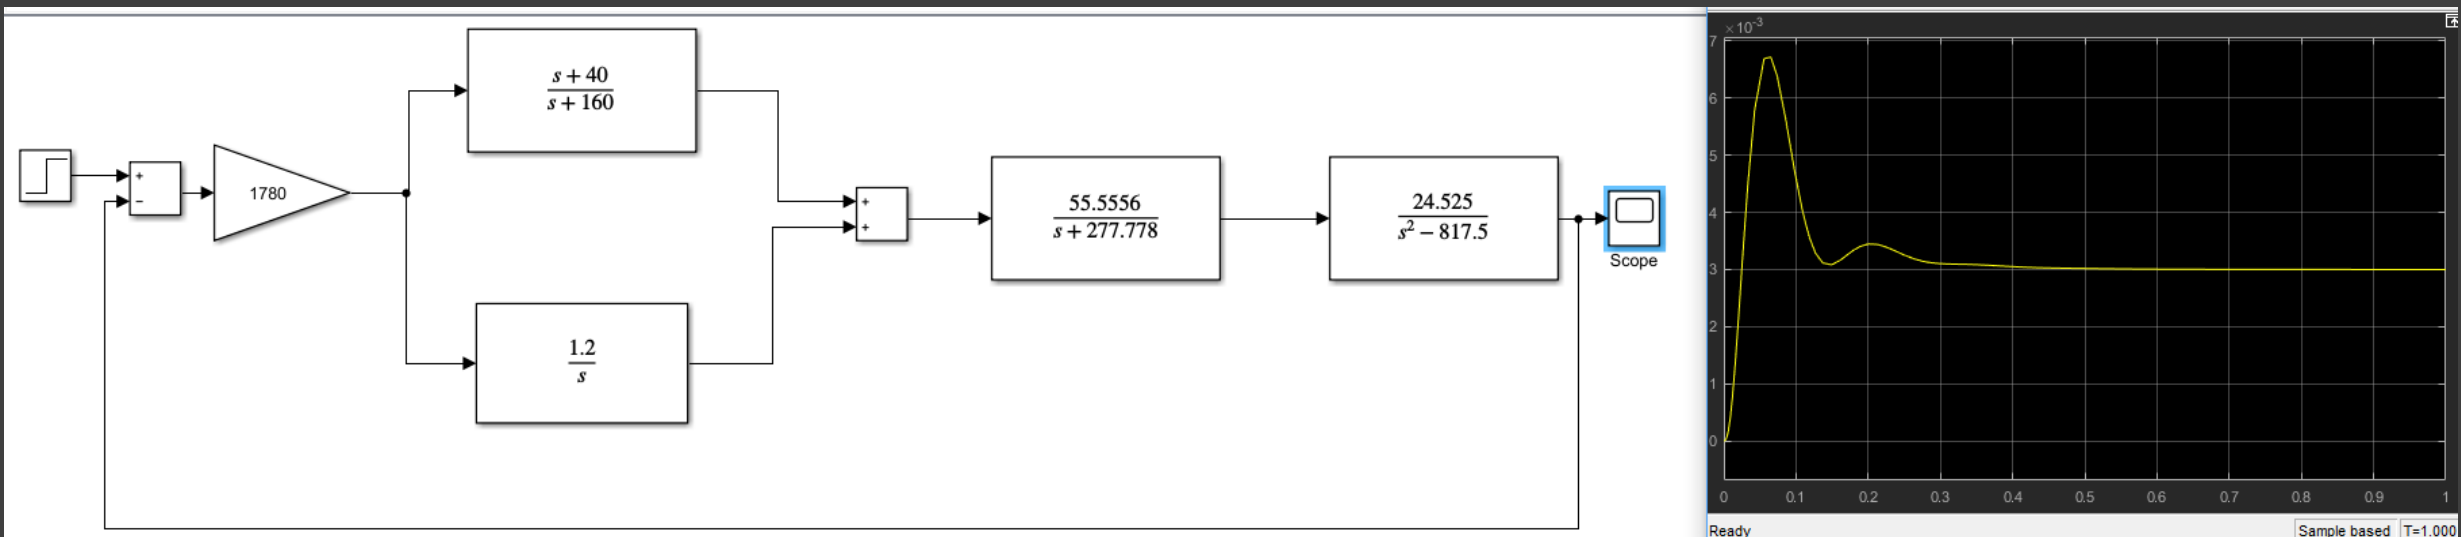 s + 40
s + 160
+
−
1780
1.2
s
+
+
55.5556
s + 277.778
24.525
s² − 817.5
Scope
×10⁻³
7
6
5
4
3
2
1
0
0 0.1 0.2 0.3 0.4 0.5 0.6 0.7 0.8 0.9 1
Ready Sample based T=1.000